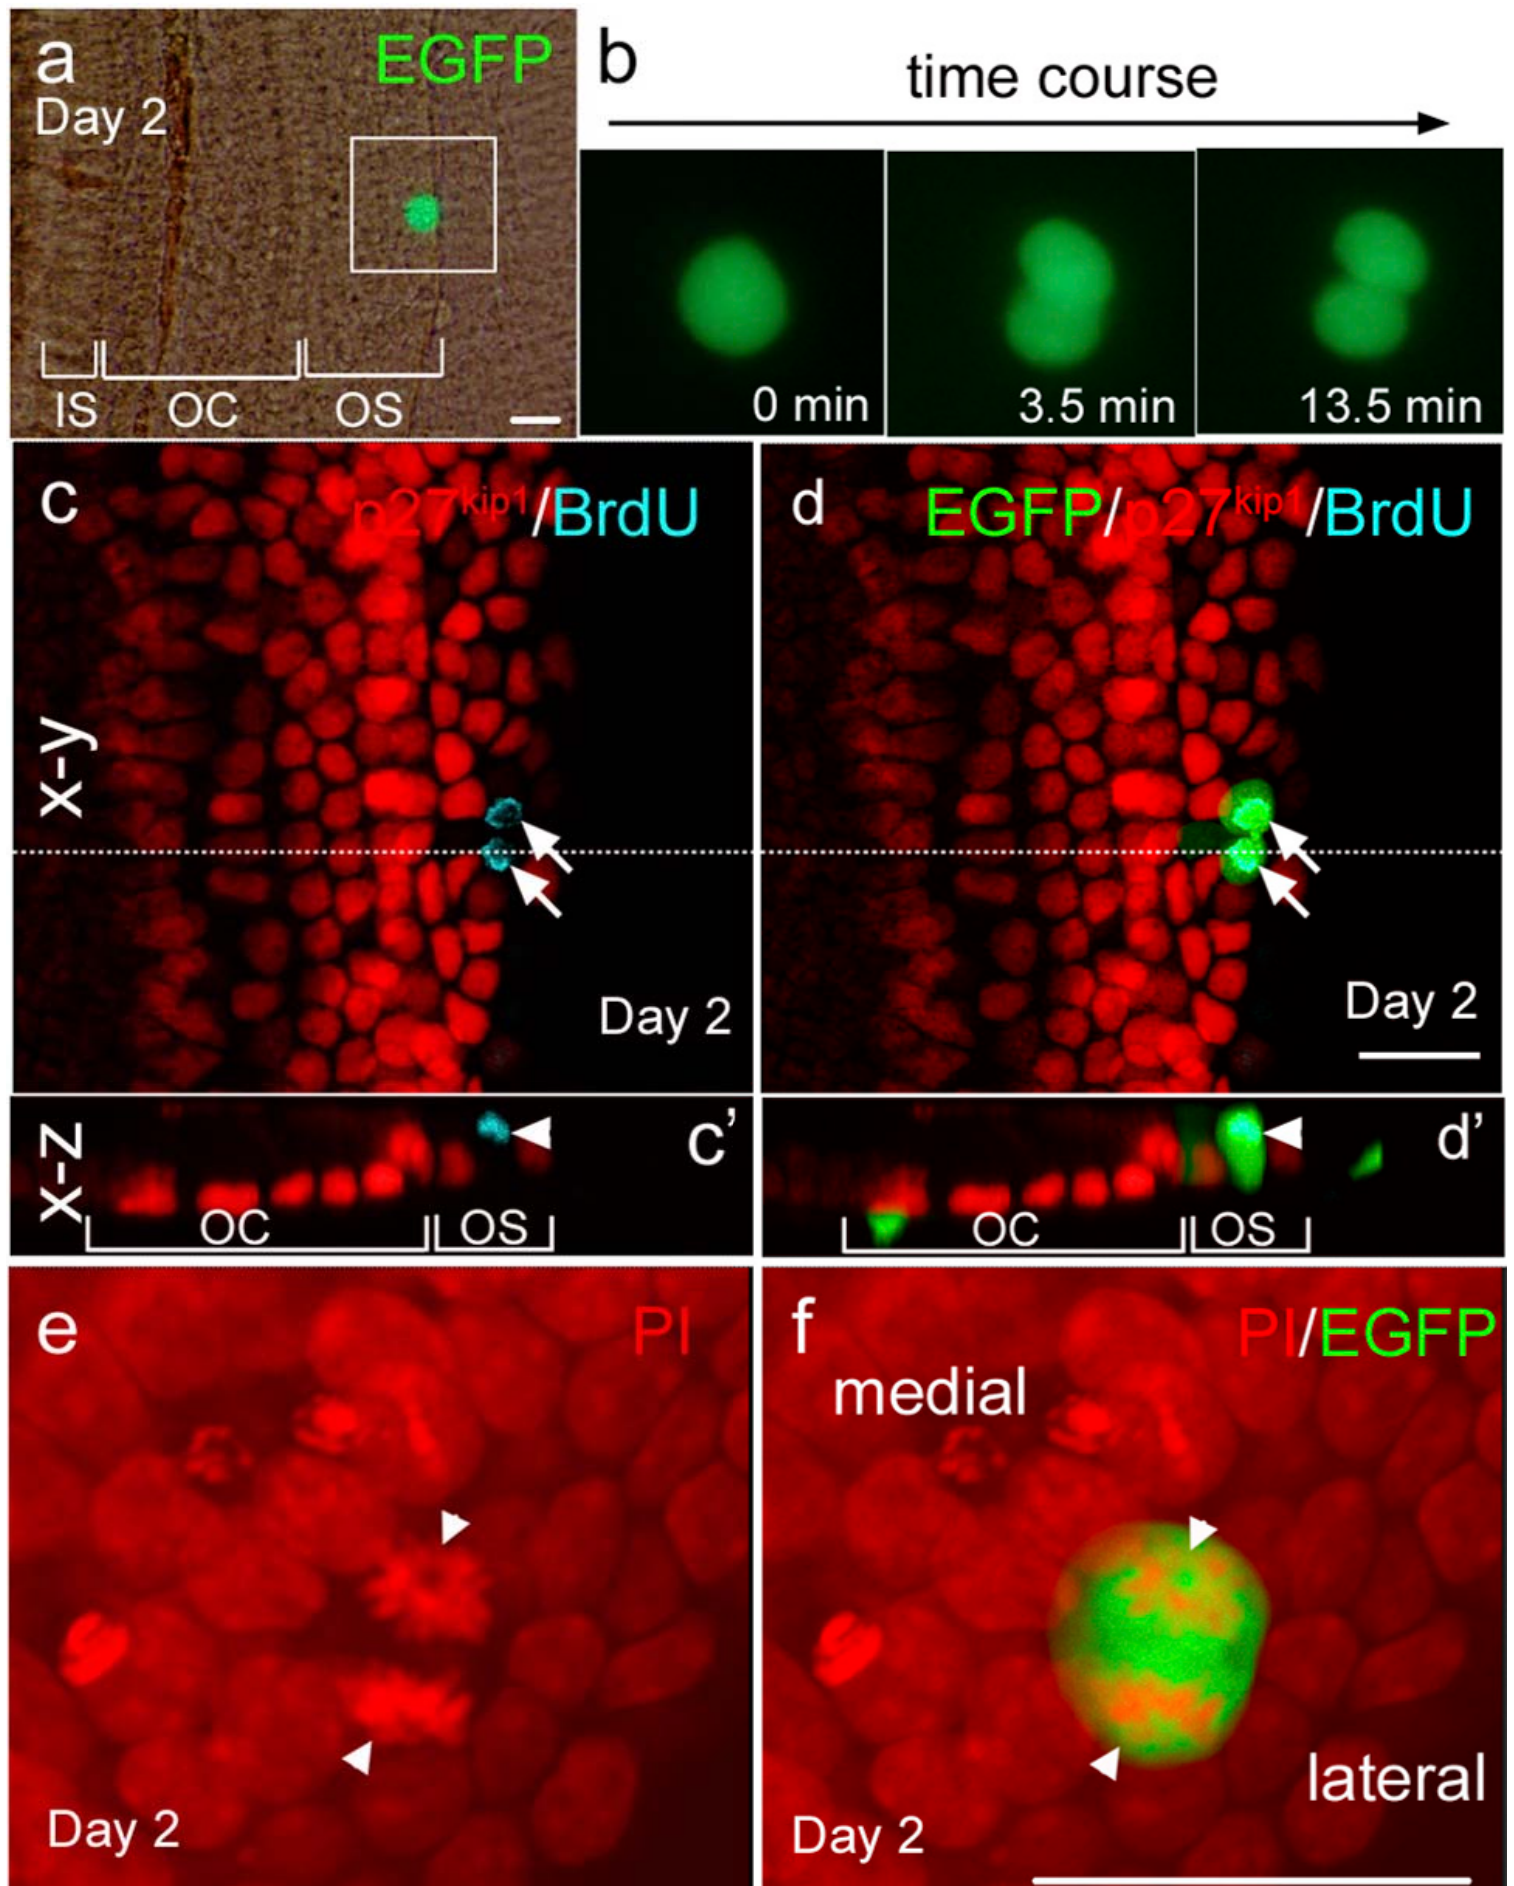 a
EGFP
Day 2
IS
OC
OS
b
time course
0 min
3.5 min
13.5 min
c
p27kip1/BrdU
x-y
Day 2
d
EGFP/p27kip1/BrdU
Day 2
x-z
c’
OC
OS
d’
OC
OS
e
PI
Day 2
f
PI/EGFP
medial
lateral
Day 2